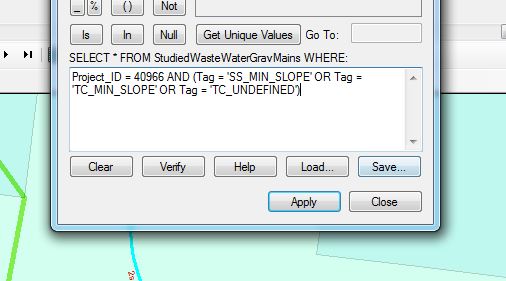 _ % ( ) Not
Is In Null Get Unique Values Go To:
SELECT * FROM StudiedWasteWaterGravMains WHERE:
Project_ID = 40966 AND (Tag = 'SS_MIN_SLOPE' OR Tag =
'TC_MIN_SLOPE' OR Tag = 'TC_UNDEFINED')
Clear Verify Help Load... Save...
Apply Close